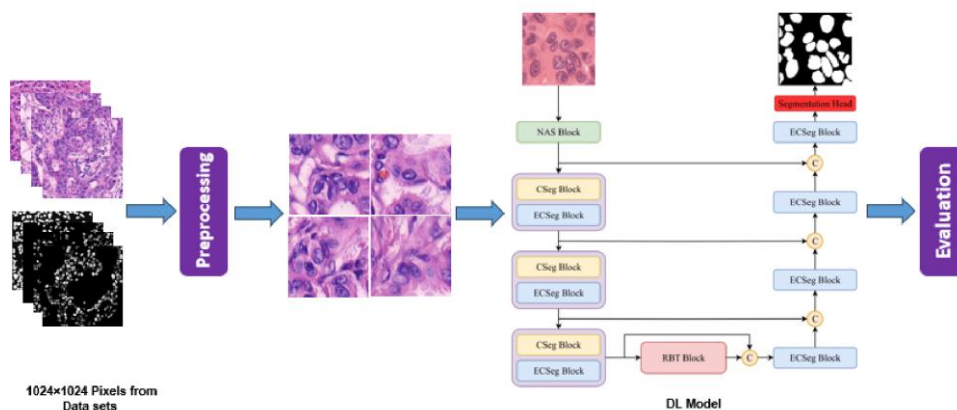 1024×1024 Pixels from
Data sets
Preprocessing
NAS Block
CSeg Block
ECSeg Block
CSeg Block
ECSeg Block
CSeg Block
ECSeg Block
RBT Block
C
ECSeg Block
C
ECSeg Block
C
ECSeg Block
C
ECSeg Block
Segmentation Head
DL Model
Evaluation